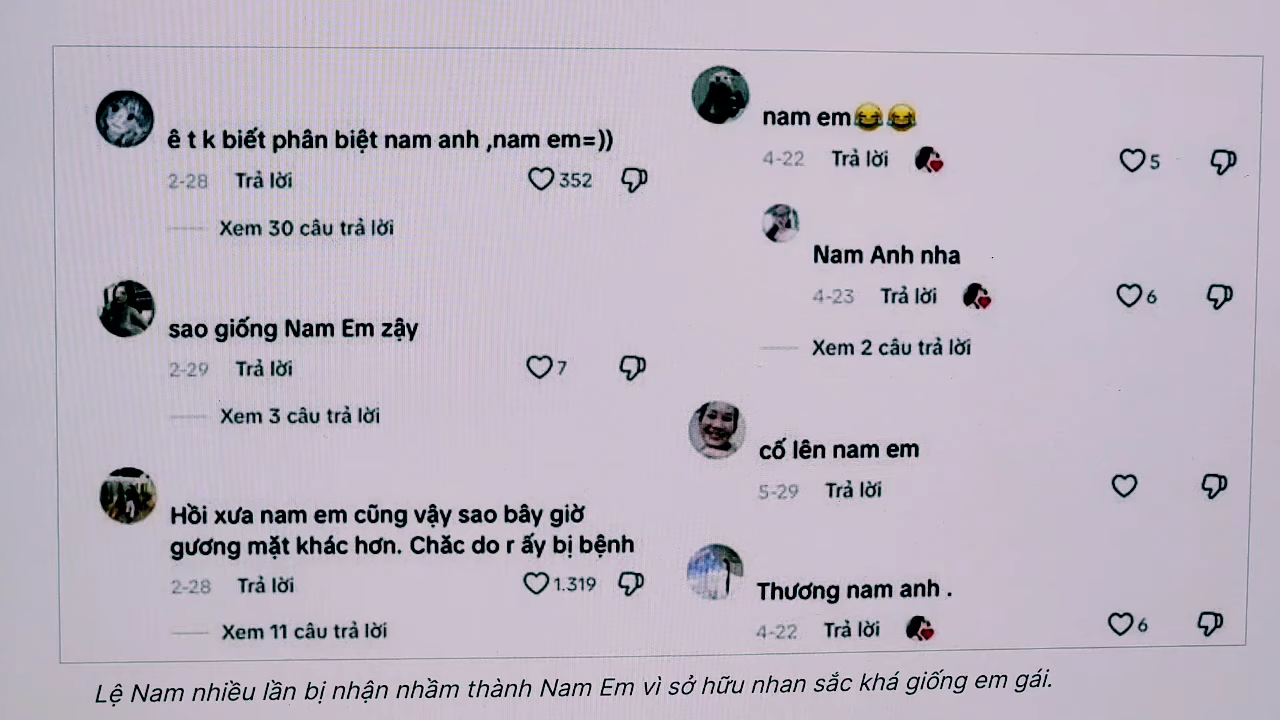 ê t k biết phân biệt nam anh ,nam em=))
2-28 Trả lời 352
Xem 30 câu trả lời
sao giống Nam Em zậy
2-29 Trả lời 7
Xem 3 câu trả lời
Hồi xưa nam em cũng vậy sao bây giờ
gương mặt khác hơn. Chăc do r ấy bị bệnh
2-28 Trả lời 1.319
Xem 11 câu trả lời
nam em😂😂
4-22 Trả lời 5
Nam Anh nha
4-23 Trả lời 6
Xem 2 câu trả lời
cố lên nam em
5-29 Trả lời
Thương nam anh .
4-22 Trả lời 6
Lệ Nam nhiều lần bị nhận nhầm thành Nam Em vì sở hữu nhan sắc khá giống em gái.